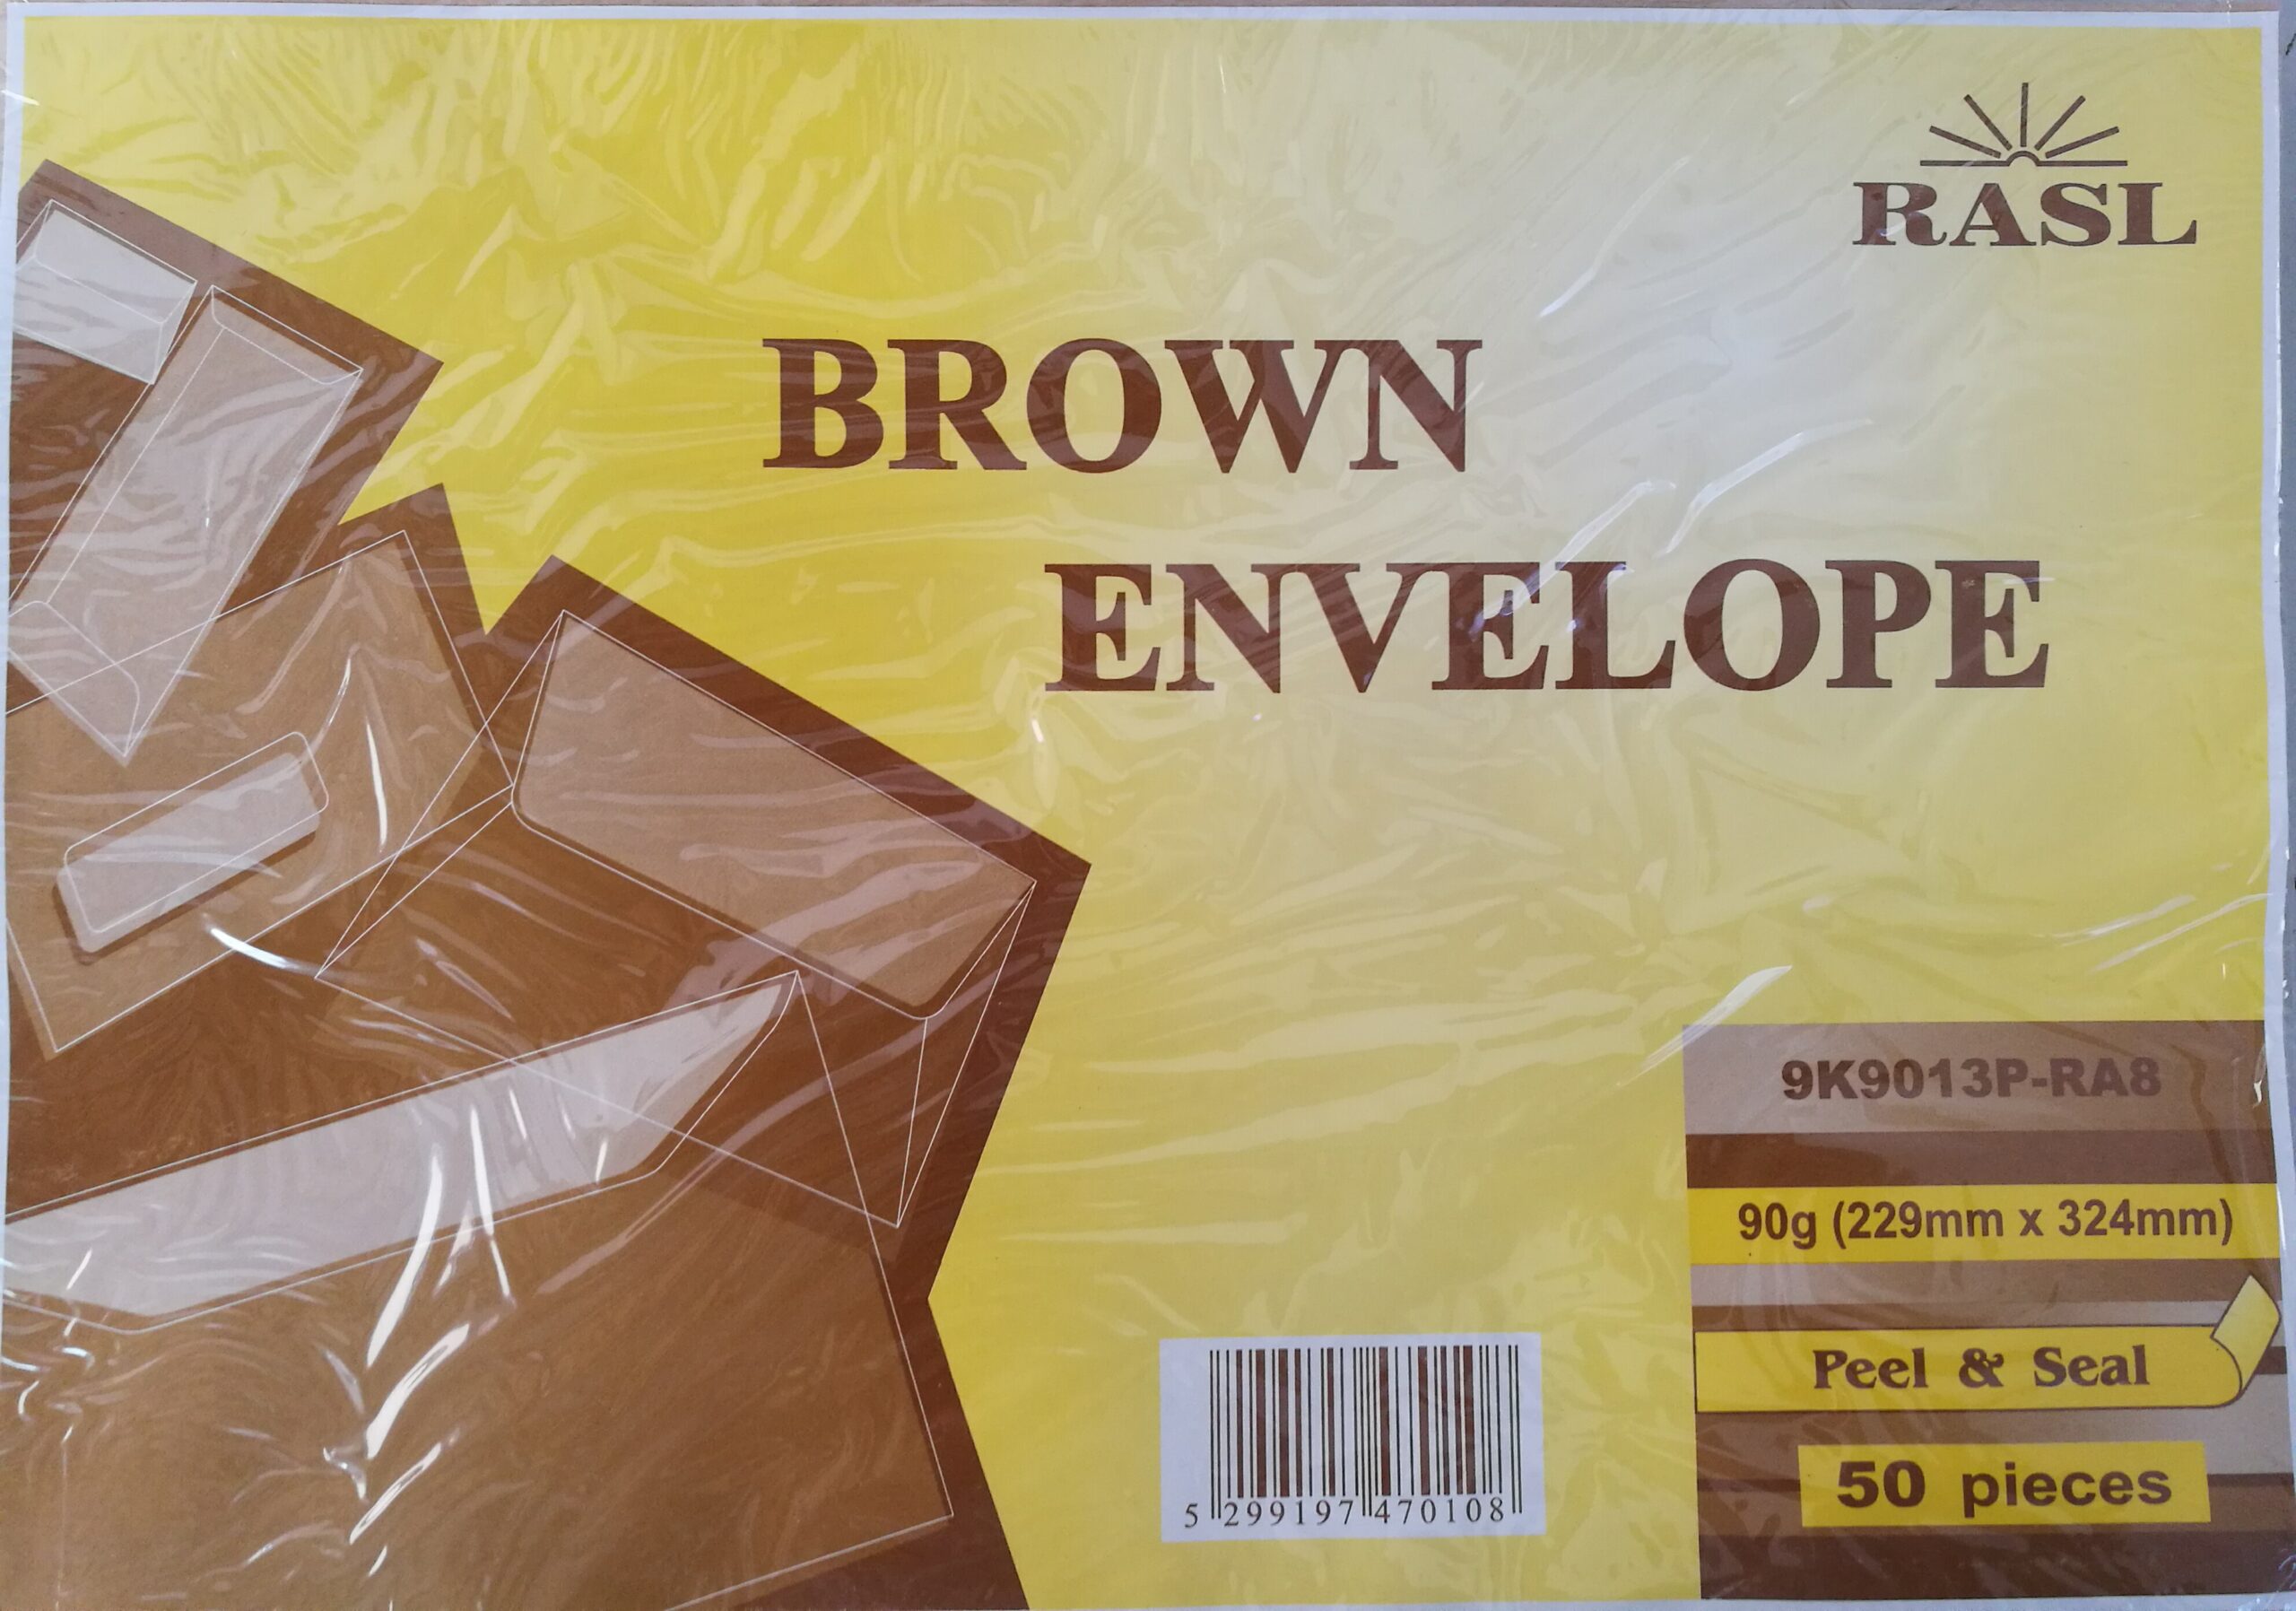 RASL
BROWN
ENVELOPE
9K9013P-RA8
90g (229mm x 324mm)
Peel & Seal
50 pieces
5 299197 470108